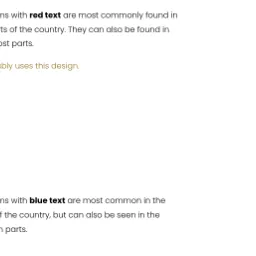 ns with red text are most commonly found in
ts of the country. They can also be found in
ost parts.
bly uses this design.
ns with blue text are most common in the
f the country, but can also be seen in the
n parts.